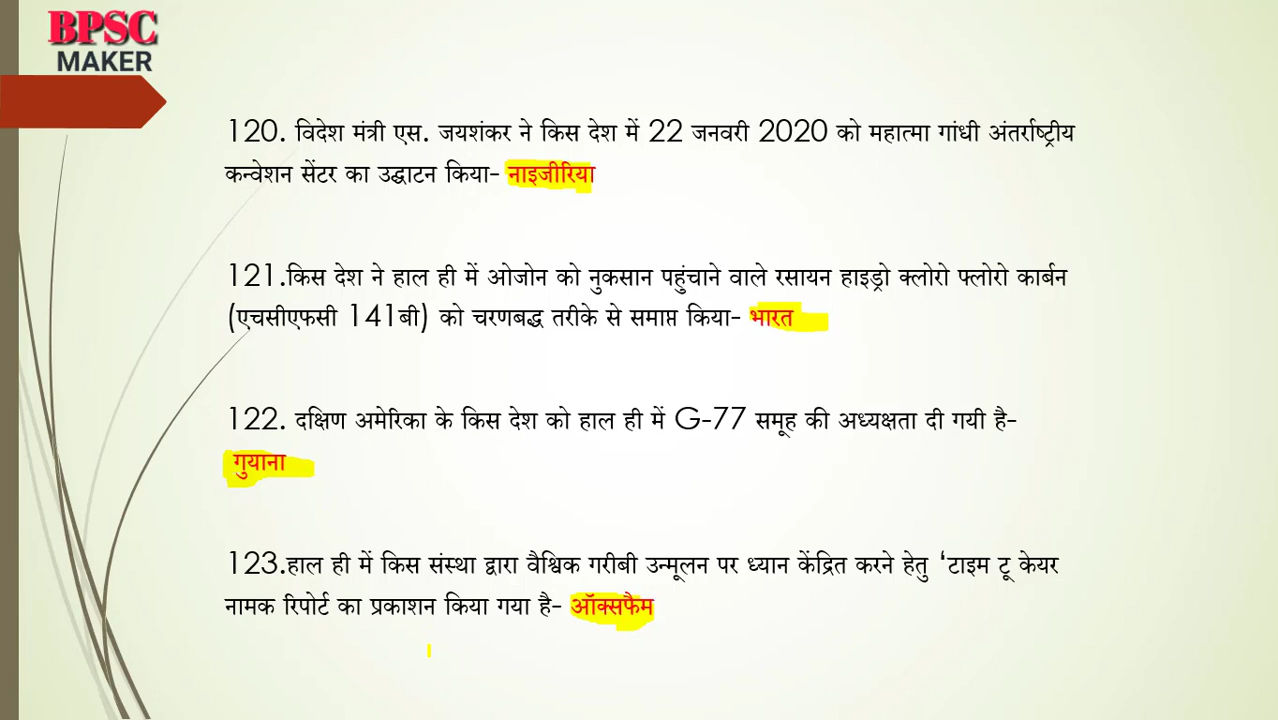 BPSC
MAKER
120. विदेश मंत्री एस. जयशंकर ने किस देश में 22 जनवरी 2020 को महात्मा गांधी अंतर्राष्ट्रीय
कन्वेशन सेंटर का उद्घाटन किया- नाइजीरिया
121.किस देश ने हाल ही में ओजोन को नुकसान पहुंचाने वाले रसायन हाइड्रो क्लोरो फ्लोरो कार्बन
(एचसीएफसी 141बी) को चरणबद्ध तरीके से समाप्त किया- भारत
122. दक्षिण अमेरिका के किस देश को हाल ही में G-77 समूह की अध्यक्षता दी गयी है-
गुयाना
123.हाल ही में किस संस्था द्वारा वैश्विक गरीबी उन्मूलन पर ध्यान केंद्रित करने हेतु ‘टाइम टू केयर
नामक रिपोर्ट का प्रकाशन किया गया है- ऑक्सफैम